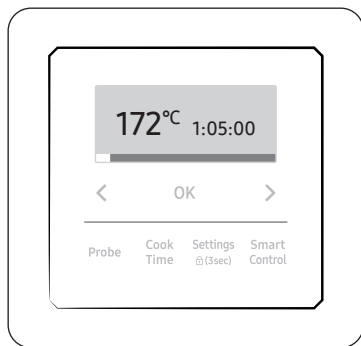 172°C 1:05:00
OK
Probe
Cook
Time
Settings
(3sec)
Smart
Control